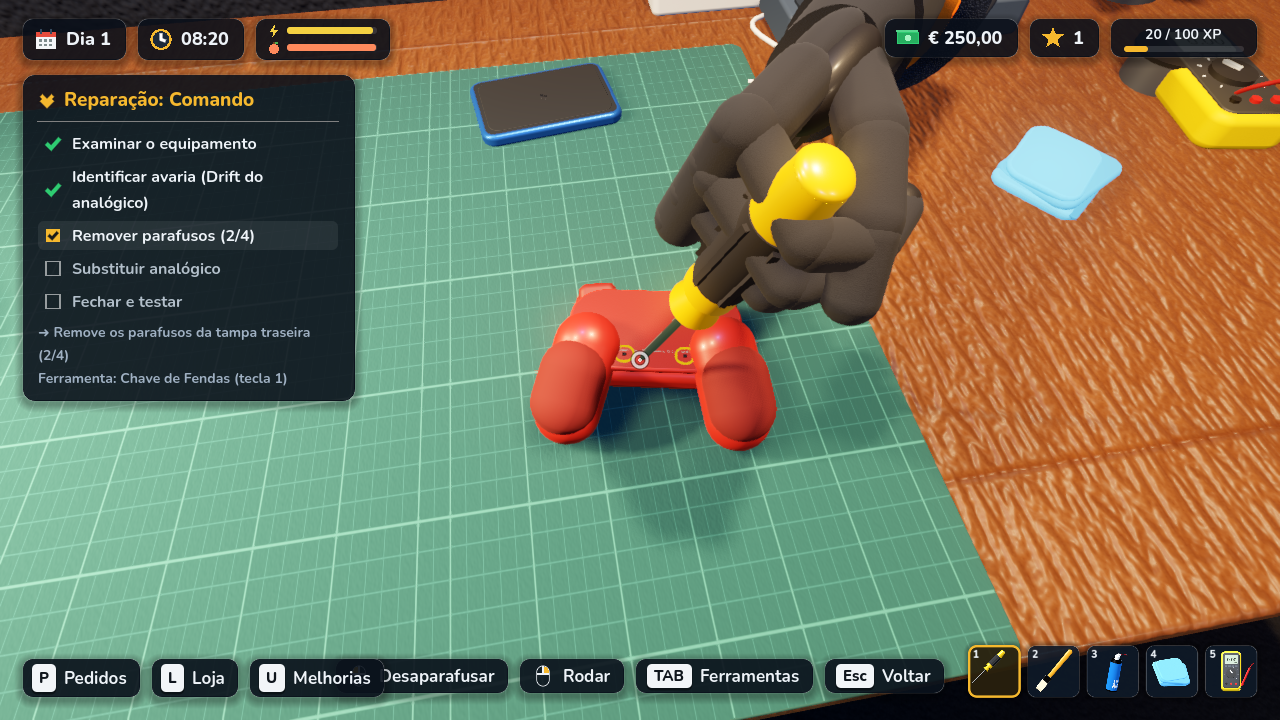 Dia 1
08:20
€ 250,00
1
20 / 100 XP
Reparação: Comando
Examinar o equipamento
Identificar avaria (Drift do
analógico)
Remover parafusos (2/4)
Substituir analógico
Fechar e testar
→ Remove os parafusos da tampa traseira
(2/4)
Ferramenta: Chave de Fendas (tecla 1)
P Pedidos
L Loja
U Melhorias
Desaparafusar
Rodar
TAB Ferramentas
Esc Voltar
1
2
3
4
5